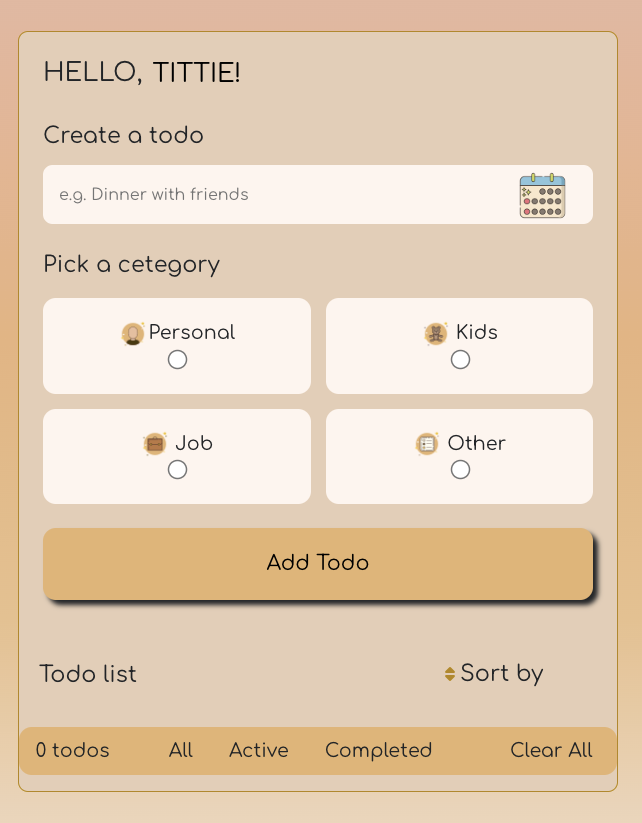 HELLO, TITTIE!
Create a todo
e.g. Dinner with friends
Pick a cetegory
Personal
Kids
Job
Other
Add Todo
Todo list
Sort by
0 todos All Active Completed Clear All